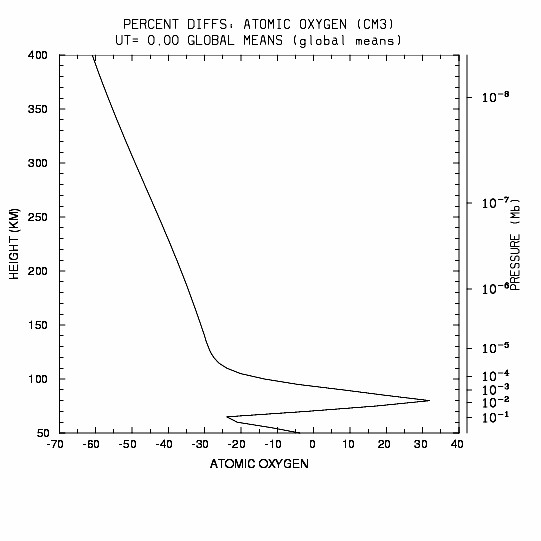 PERCENT DIFFS: ATOMIC OXYGEN (CM3)
UT= 0.00 GLOBAL MEANS (global means)
400
350
300
250
200
150
100
50
HEIGHT (KM)
-70 -60 -50 -40 -30 -20 -10 0 10 20 30 40
ATOMIC OXYGEN
10⁻⁸
10⁻⁷
10⁻⁶
10⁻⁵
10⁻⁴
10⁻³
10⁻²
10⁻¹
PRESSURE (Mb)